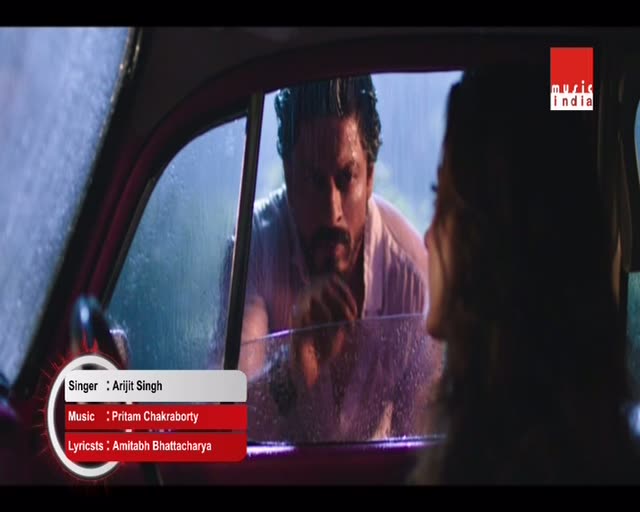 music
india
Singer : Arijit Singh
Music : Pritam Chakraborty
Lyricsts : Amitabh Bhattacharya